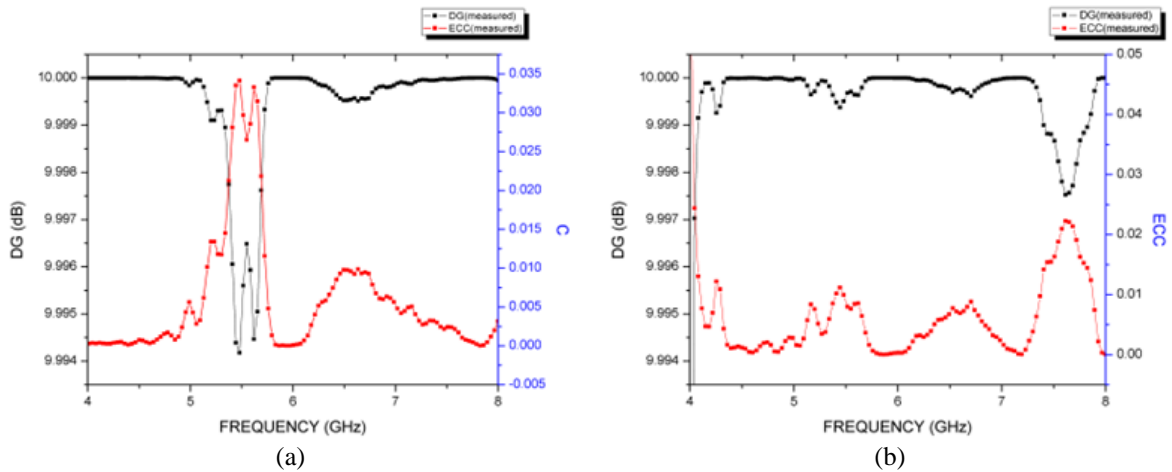 DG(measured)
ECC(measured)
10.000
9.999
9.998
9.997
9.996
9.995
9.994
DG (dB)
0.035
0.030
0.025
0.020
0.015
0.010
0.005
0.000
-0.005
C
4 5 6 7 8
FREQUENCY (GHz)
(a)
DG(measured)
ECC(measured)
10.000
9.999
9.998
9.997
9.996
9.995
9.994
DG (dB)
0.05
0.04
0.03
0.02
0.01
0.00
ECC
4 5 6 7 8
FREQUENCY (GHz)
(b)